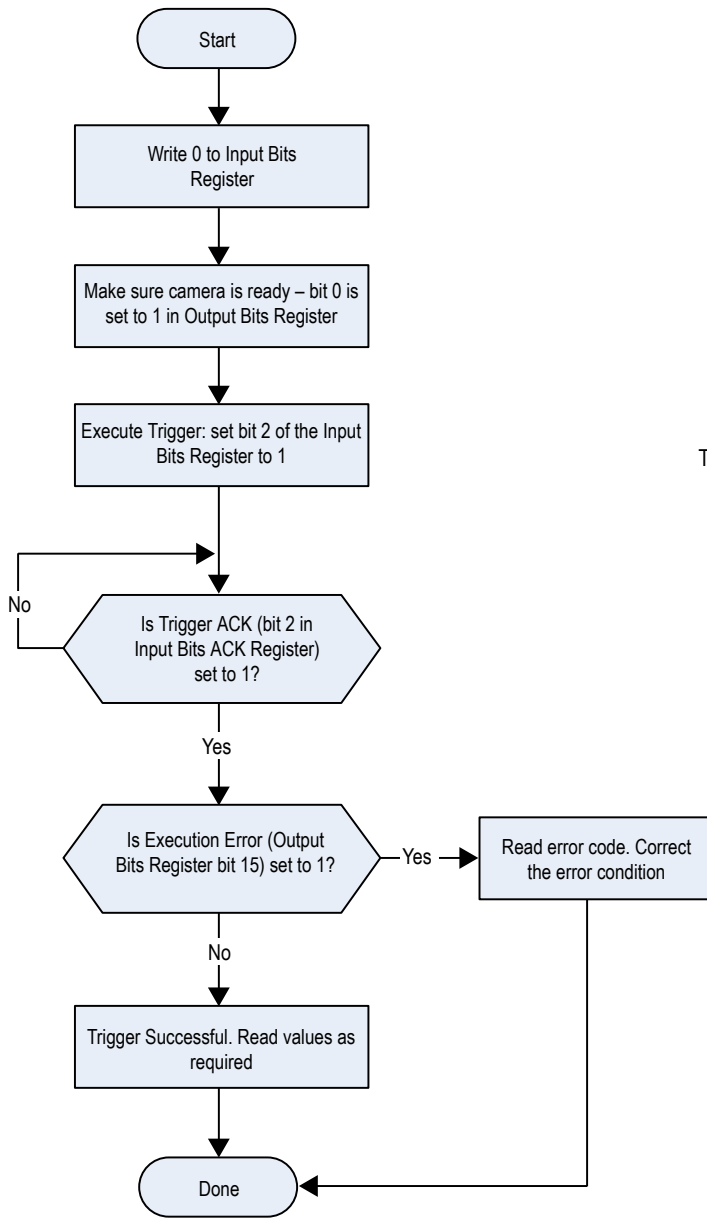 Start
Write 0 to Input Bits
Register
Make sure camera is ready – bit 0 is
set to 1 in Output Bits Register
Execute Trigger: set bit 2 of the Input
Bits Register to 1
T
No
Is Trigger ACK (bit 2 in
Input Bits ACK Register)
set to 1?
Yes
Is Execution Error (Output
Bits Register bit 15) set to 1?
Yes
Read error code. Correct
the error condition
No
Trigger Successful. Read values as
required
Done